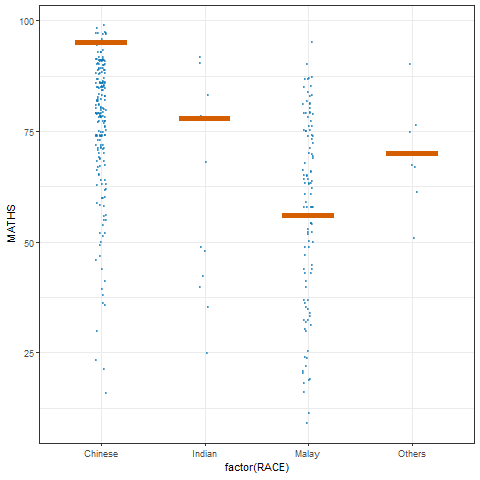 100
75
50
25
MATHS
Chinese
Indian
Malay
Others
factor(RACE)